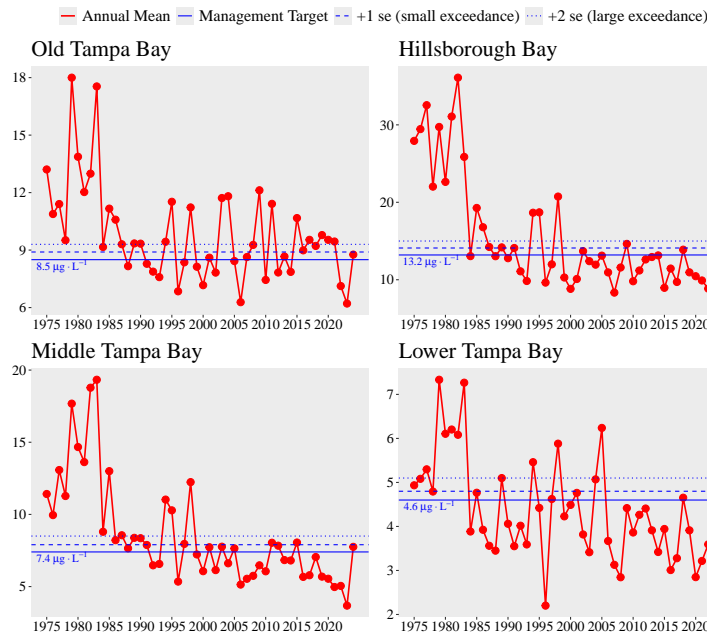 Annual Mean Management Target +1 se (small exceedance) +2 se (large exceedance)
Old Tampa Bay Hillsborough Bay
18
15
12
9
6
8.5 μg · L⁻¹
1975 1980 1985 1990 1995 2000 2005 2010 2015 2020
30
20
10
13.2 μg · L⁻¹
1975 1980 1985 1990 1995 2000 2005 2010 2015 2020
Middle Tampa Bay Lower Tampa Bay
20
15
10
5
7.4 μg · L⁻¹
1975 1980 1985 1990 1995 2000 2005 2010 2015 2020
7
6
5
4
3
2
4.6 μg · L⁻¹
1975 1980 1985 1990 1995 2000 2005 2010 2015 2020